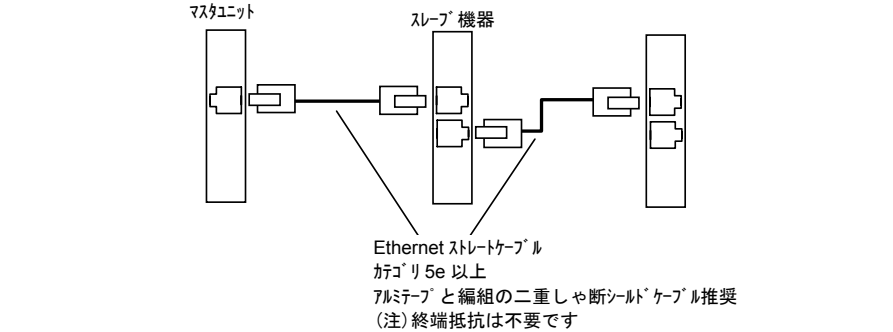 ﾏｽﾀﾕﾆｯﾄ
ｽﾚｰﾌﾞ機器
Ethernet ｽﾄﾚｰﾄｹｰﾌﾞﾙ
ｶﾃｺﾞﾘ 5e 以上
ｱﾙﾐﾃｰﾌﾟと編組の二重しゃ断ｼｰﾙﾄﾞｹｰﾌﾞﾙ推奨
（注）終端抵抗は不要です